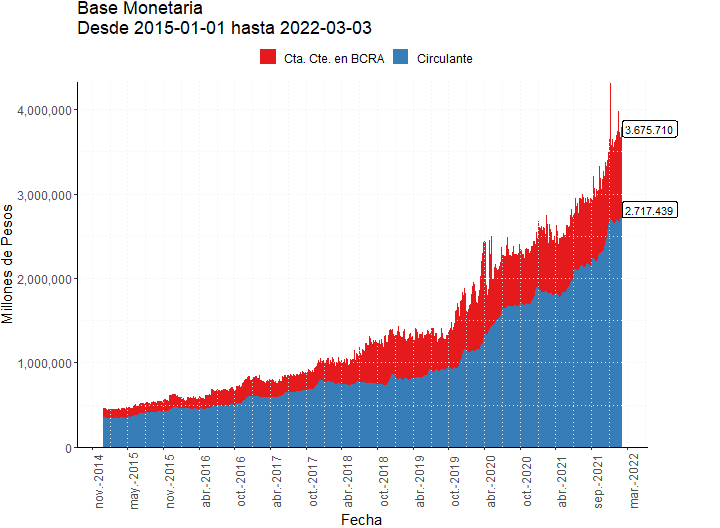 Base Monetaria
Desde 2015-01-01 hasta 2022-03-03
Cta. Cte. en BCRA
Circulante
Millones de Pesos
4,000,000
3,000,000
2,000,000
1,000,000
0
3.675.710
2.717.439
nov.-2014
may.-2015
nov.-2015
abr.-2016
oct.-2016
abr.-2017
oct.-2017
abr.-2018
oct.-2018
abr.-2019
oct.-2019
abr.-2020
oct.-2020
abr.-2021
sep.-2021
mar.-2022
Fecha